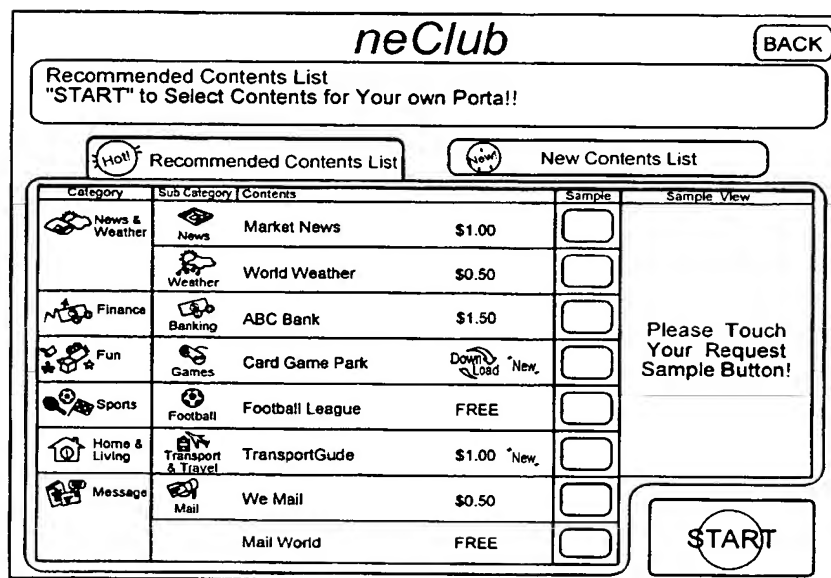 neClub
BACK
Recommended Contents List
"START" to Select Contents for Your own Porta!!
Hot! Recommended Contents List
New! New Contents List
Category Sub Category Contents Sample Sample View
News & Weather News Market News $1.00
Weather World Weather $0.50
Finance Banking ABC Bank $1.50
Fun Games Card Game Park Down Load "New"
Sports Football Football League FREE
Home & Living Transport & Travel TransportGude $1.00 "New"
Message Mail We Mail $0.50
Mail World FREE
Please Touch
Your Request
Sample Button!
START